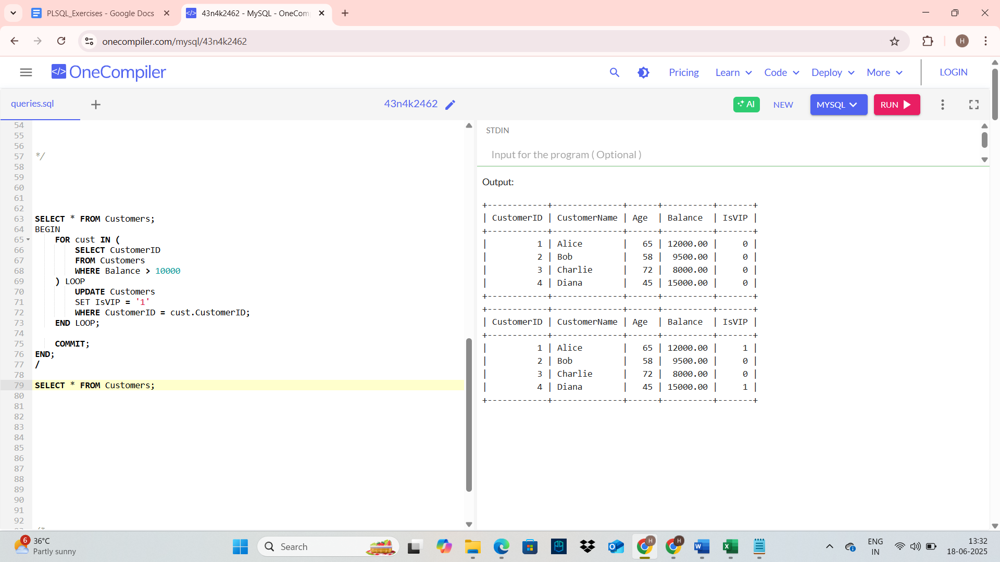 PLSQL_Exercises - Google Docs
43n4k2462 - MySQL - OneCom
onecompiler.com/mysql/43n4k2462
H
</> OneCompiler
Pricing
Learn
Code
Deploy
More
LOGIN
queries.sql
43n4k2462
AI
NEW
MYSQL
RUN
54
55
56
57 */
58
59
60
61
62
63 SELECT * FROM Customers;
64 BEGIN
65 FOR cust IN (
66 SELECT CustomerID
67 FROM Customers
68 WHERE Balance > 10000
69 ) LOOP
70 UPDATE Customers
71 SET IsVIP = '1'
72 WHERE CustomerID = cust.CustomerID;
73 END LOOP;
74
75 COMMIT;
76 END;
77 /
78
79 SELECT * FROM Customers;
80
81
82
83
84
85
86
87
88
89
90
91
92
STDIN
Input for the program ( Optional )
Output:
+------------+--------------+------+----------+-------+
| CustomerID | CustomerName | Age  | Balance  | IsVIP |
+------------+--------------+------+----------+-------+
|          1 | Alice        |   65 | 12000.00 |     0 |
|          2 | Bob          |   58 |  9500.00 |     0 |
|          3 | Charlie      |   72 |  8000.00 |     0 |
|          4 | Diana        |   45 | 15000.00 |     0 |
+------------+--------------+------+----------+-------+
+------------+--------------+------+----------+-------+
| CustomerID | CustomerName | Age  | Balance  | IsVIP |
+------------+--------------+------+----------+-------+
|          1 | Alice        |   65 | 12000.00 |     1 |
|          2 | Bob          |   58 |  9500.00 |     0 |
|          3 | Charlie      |   72 |  8000.00 |     0 |
|          4 | Diana        |   45 | 15000.00 |     1 |
+------------+--------------+------+----------+-------+
6
36°C
Partly sunny
Search
ENG
IN
13:32
18-06-2025